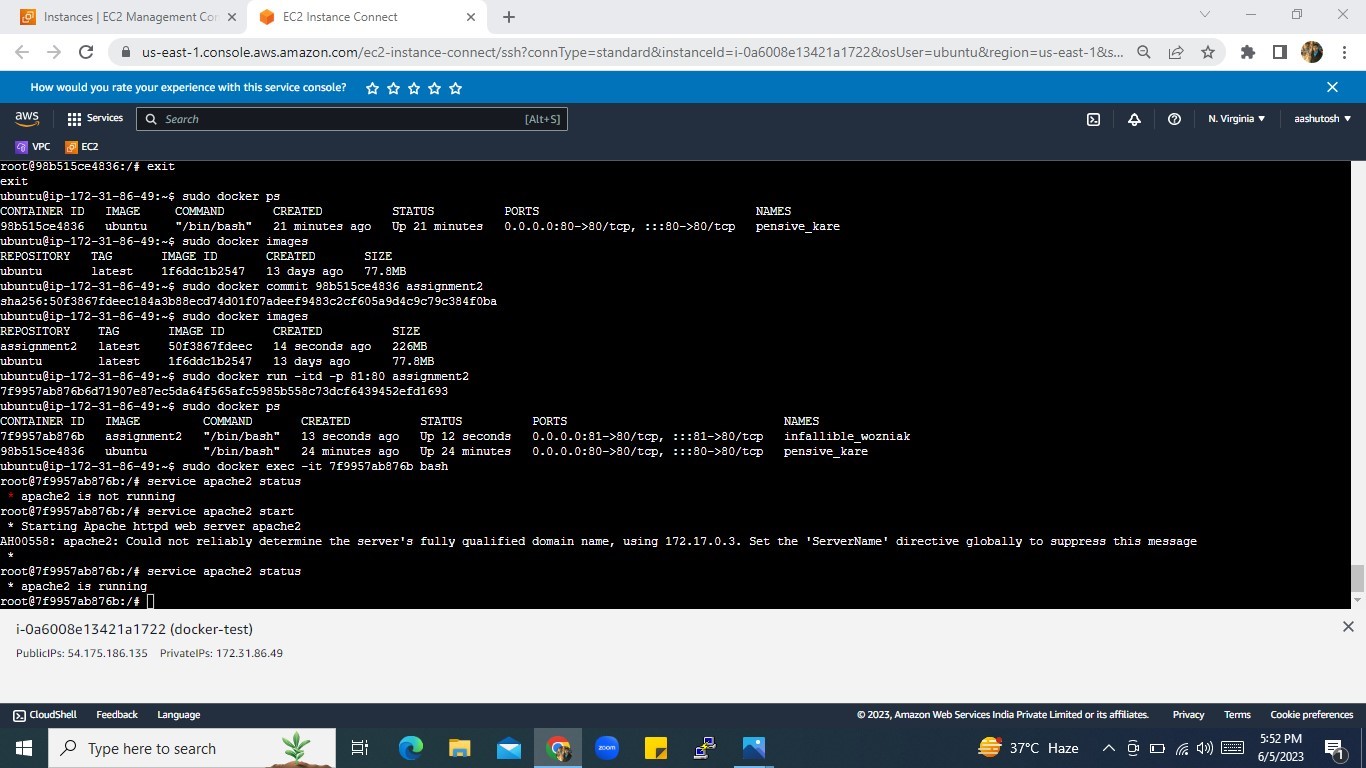 Instances | EC2 Management Con
EC2 Instance Connect
us-east-1.console.aws.amazon.com/ec2-instance-connect/ssh?connType=standard&instanceId=i-0a6008e13421a1722&osUser=ubuntu&region=us-east-1&s...
How would you rate your experience with this service console?
aws Services Search [Alt+S] N. Virginia aashutosh
VPC EC2
root@98b515ce4836:/# exit
exit
ubuntu@ip-172-31-86-49:~$ sudo docker ps
CONTAINER ID IMAGE COMMAND CREATED STATUS PORTS NAMES
98b515ce4836 ubuntu "/bin/bash" 21 minutes ago Up 21 minutes 0.0.0.0:80->80/tcp, :::80->80/tcp pensive_kare
ubuntu@ip-172-31-86-49:~$ sudo docker images
REPOSITORY TAG IMAGE ID CREATED SIZE
ubuntu latest 1f6ddc1b2547 13 days ago 77.8MB
ubuntu@ip-172-31-86-49:~$ sudo docker commit 98b515ce4836 assignment2
sha256:50f3867fdeec184a3b88ecd74d01f07adeef9483c2cf605a9d4c9c79c384f0ba
ubuntu@ip-172-31-86-49:~$ sudo docker images
REPOSITORY TAG IMAGE ID CREATED SIZE
assignment2 latest 50f3867fdeec 14 seconds ago 226MB
ubuntu latest 1f6ddc1b2547 13 days ago 77.8MB
ubuntu@ip-172-31-86-49:~$ sudo docker run -itd -p 81:80 assignment2
7f9957ab876b6d71907e87ec5da64f565afc5985b558c73dcf6439452efd1693
ubuntu@ip-172-31-86-49:~$ sudo docker ps
CONTAINER ID IMAGE COMMAND CREATED STATUS PORTS NAMES
7f9957ab876b assignment2 "/bin/bash" 13 seconds ago Up 12 seconds 0.0.0.0:81->80/tcp, :::81->80/tcp infallible_wozniak
98b515ce4836 ubuntu "/bin/bash" 24 minutes ago Up 24 minutes 0.0.0.0:80->80/tcp, :::80->80/tcp pensive_kare
ubuntu@ip-172-31-86-49:~$ sudo docker exec -it 7f9957ab876b bash
root@7f9957ab876b:/# service apache2 status
* apache2 is not running
root@7f9957ab876b:/# service apache2 start
* Starting Apache httpd web server apache2
AH00558: apache2: Could not reliably determine the server's fully qualified domain name, using 172.17.0.3. Set the 'ServerName' directive globally to suppress this message
*
root@7f9957ab876b:/# service apache2 status
* apache2 is running
root@7f9957ab876b:/#
i-0a6008e13421a1722 (docker-test)
PublicIPs: 54.175.186.135 PrivateIPs: 172.31.86.49
CloudShell Feedback Language © 2023, Amazon Web Services India Private Limited or its affiliates. Privacy Terms Cookie preferences
Type here to search zoom 37°C Haze 5:52 PM
6/5/2023
1